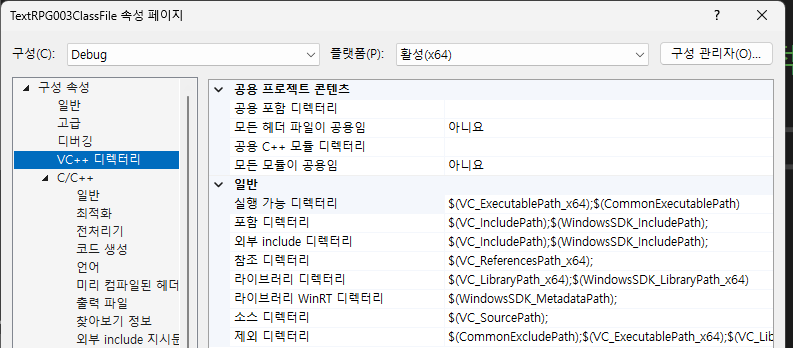 TextRPG003ClassFile 속성 페이지 ? ×
구성(C): Debug 플랫폼(P): 활성(x64) 구성 관리자(O)...
구성 속성
일반
고급
디버깅
VC++ 디렉터리
C/C++
일반
최적화
전처리기
코드 생성
언어
미리 컴파일된 헤더
출력 파일
찾아보기 정보
외부 include 지시문
공용 프로젝트 콘텐츠
공용 포함 디렉터리
모든 헤더 파일이 공용임 아니요
공용 C++ 모듈 디렉터리
모든 모듈이 공용임 아니요
일반
실행 가능 디렉터리 $(VC_ExecutablePath_x64);$(CommonExecutablePath)
포함 디렉터리 $(VC_IncludePath);$(WindowsSDK_IncludePath);
외부 include 디렉터리 $(VC_IncludePath);$(WindowsSDK_IncludePath);
참조 디렉터리 $(VC_ReferencesPath_x64);
라이브러리 디렉터리 $(VC_LibraryPath_x64);$(WindowsSDK_LibraryPath_x64)
라이브러리 WinRT 디렉터리 $(WindowsSDK_MetadataPath);
소스 디렉터리 $(VC_SourcePath);
제외 디렉터리 $(CommonExcludePath);$(VC_ExecutablePath_x64);$(VC_Lib